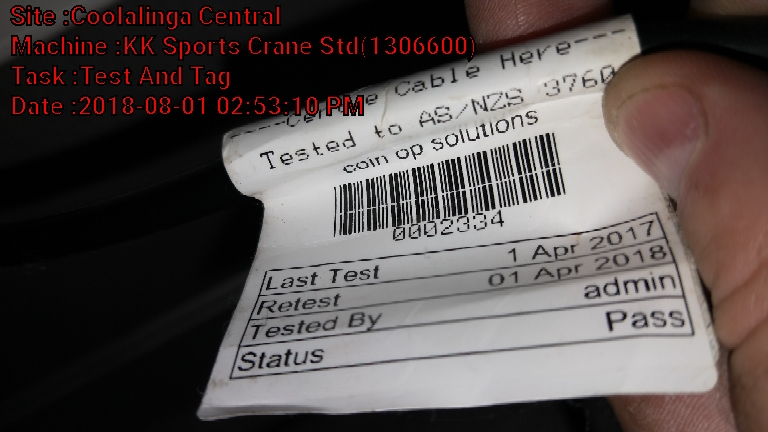 Site :Coolalinga Central
Machine :KK Sports Crane Std(1306600)
Task :Test And Tag
Date :2018-08-01 02:53:10 PM
Cable Here---
Tested to AS/NZS 3760
coin op solutions
0002334
Last Test 1 Apr 2017
Retest 01 Apr 2018
Tested By admin
Status Pass